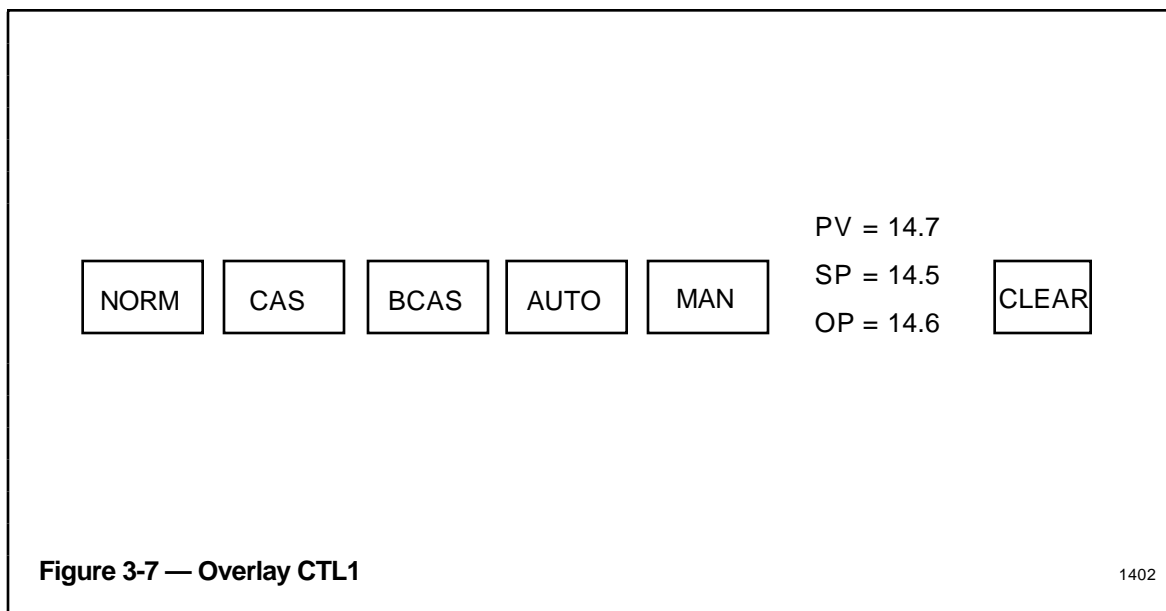 PV = 14.7
NORM CAS BCAS AUTO MAN SP = 14.5 CLEAR
OP = 14.6
Figure 3-7 — Overlay CTL1 1402